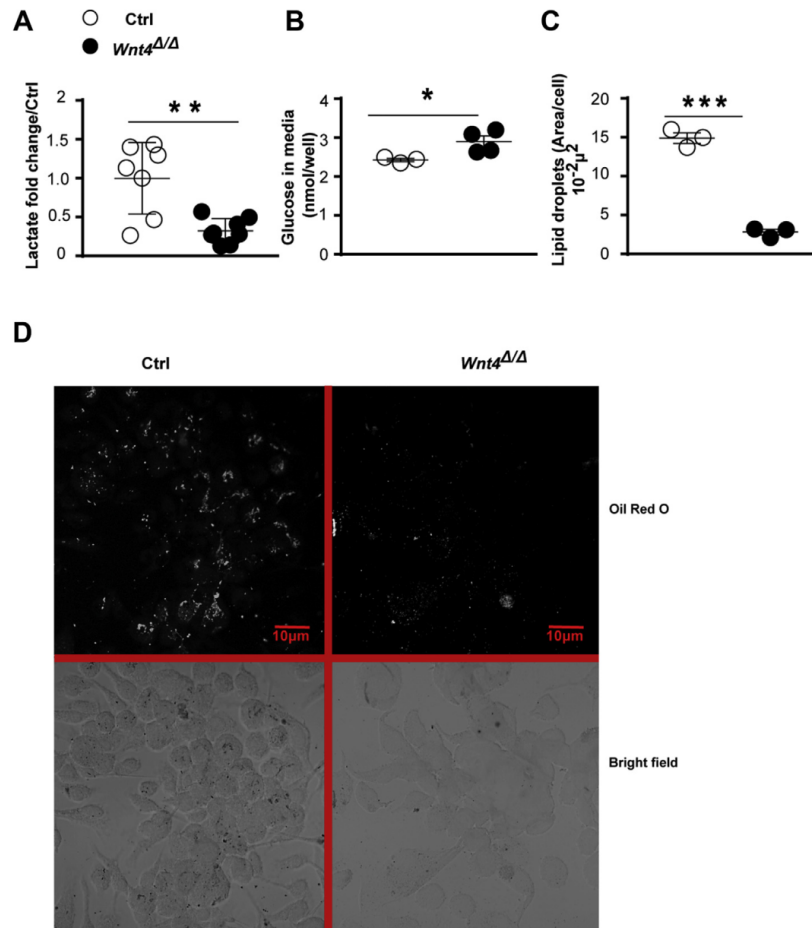 A
Ctrl
Wnt4Δ/Δ
Lactate fold change/Ctrl
2
1.5
1.0
0.5
0
**
B
Glucose in media
(nmol/well)
4
3
2
1
0
*
C
Lipid droplets (Area/cell)
10-2µ2
20
15
10
5
0
***
D
Ctrl
Wnt4Δ/Δ
Oil Red O
10µm
10µm
Bright field